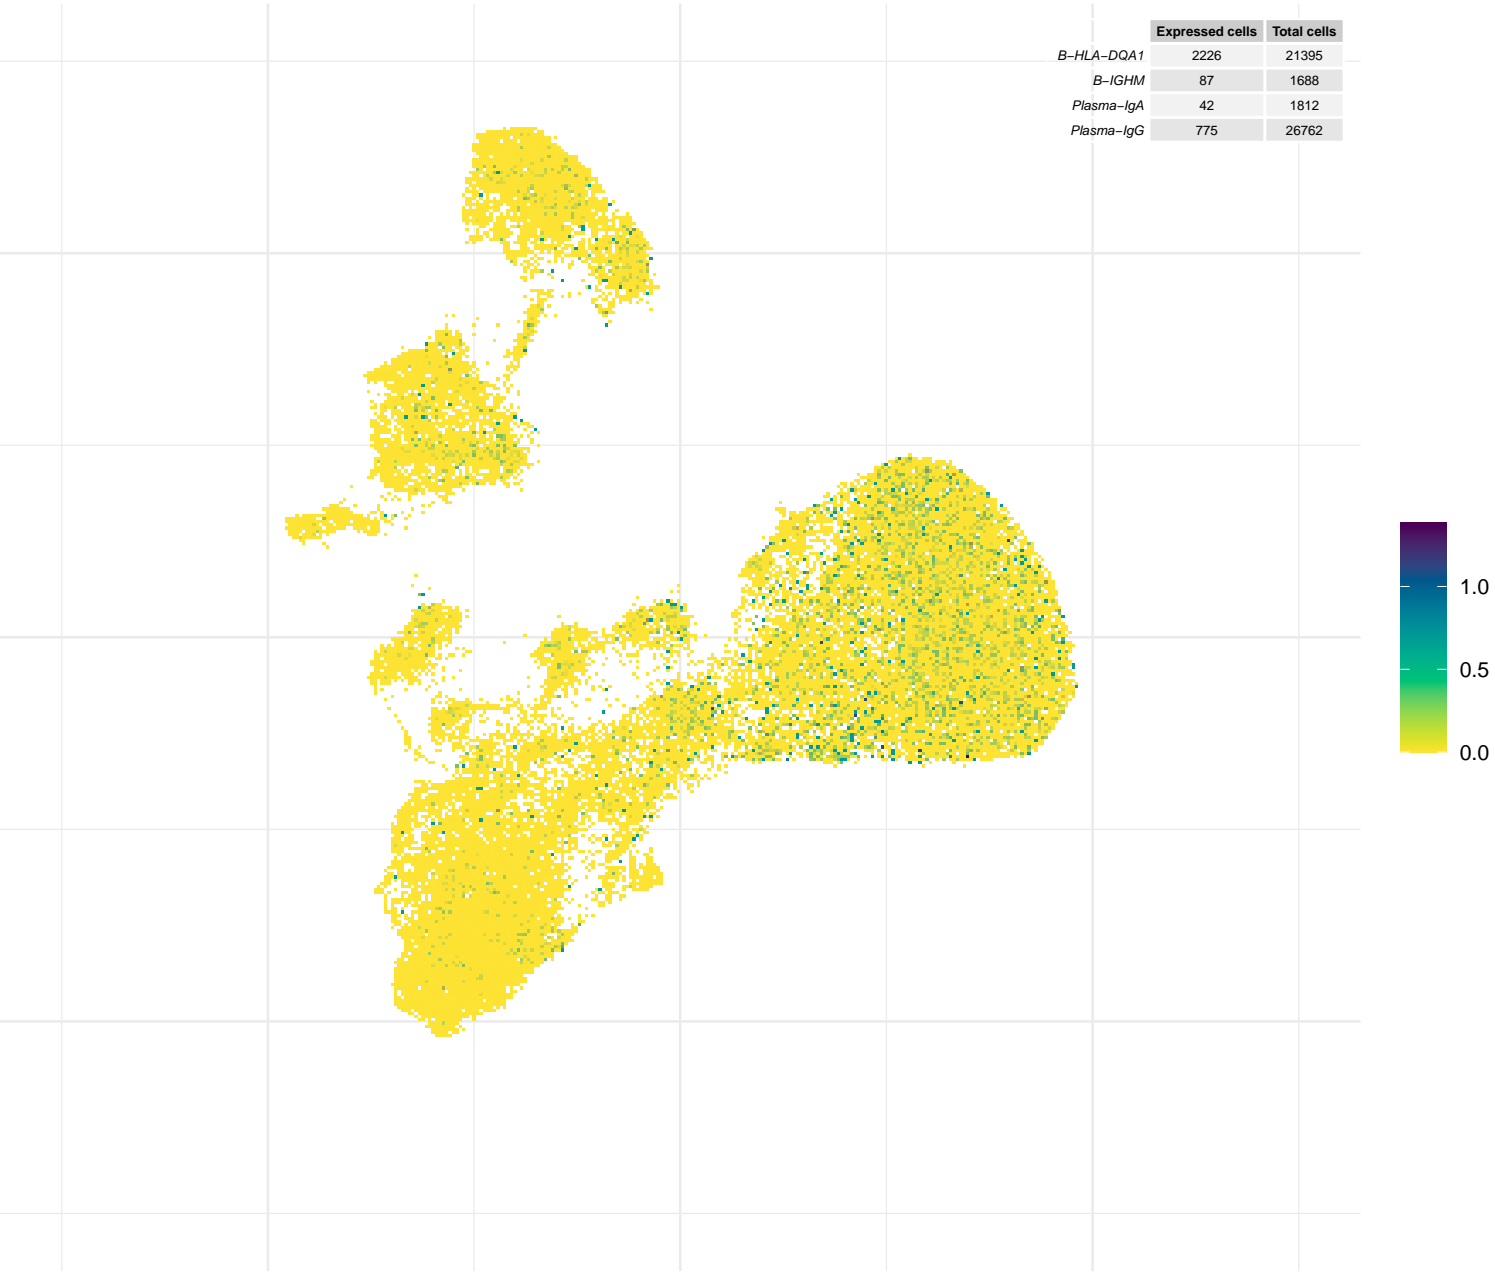 Expressed cells Total cells
B−HLA−DQA1 2226 21395
B−IGHM 87 1688
Plasma−IgA 42 1812
Plasma−IgG 775 26762
1.0
0.5
0.0